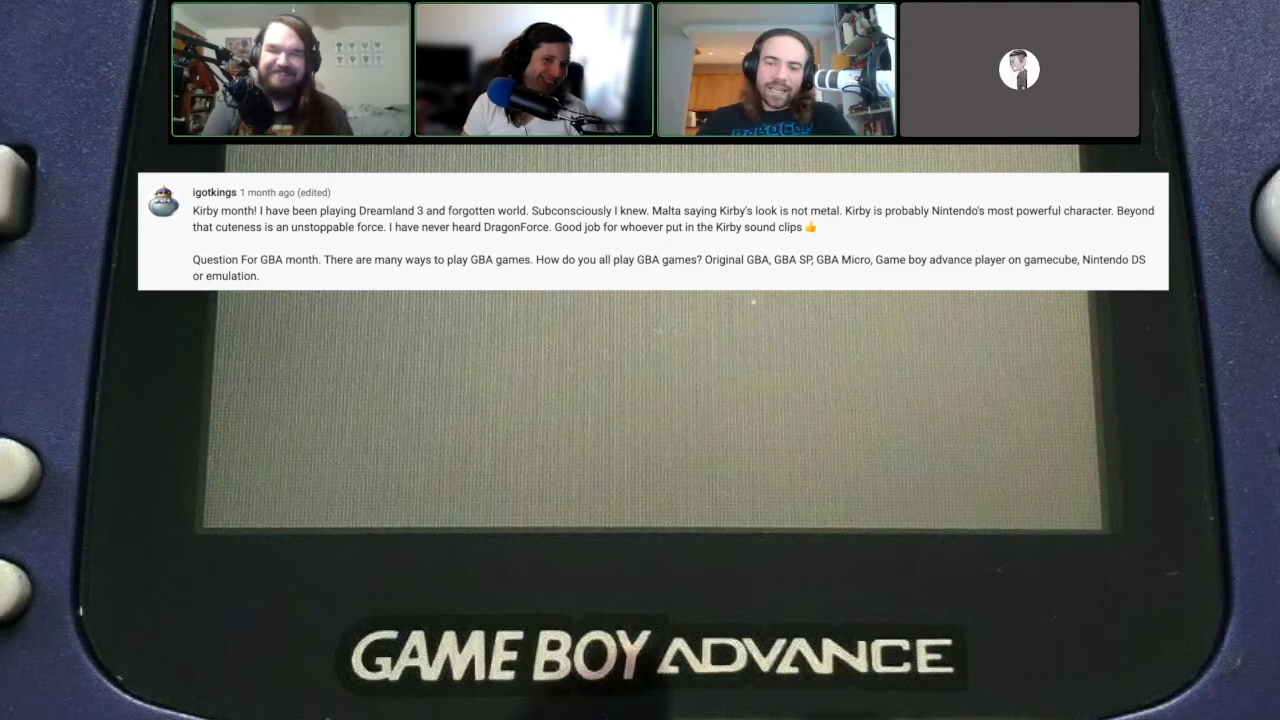 ROBOCOP
igotkings 1 month ago (edited)
Kirby month! I have been playing Dreamland 3 and forgotten world. Subconsciously I knew. Malta saying Kirby's look is not metal. Kirby is probably Nintendo's most powerful character. Beyond
that cuteness is an unstoppable force. I have never heard DragonForce. Good job for whoever put in the Kirby sound clips 👍
Question For GBA month. There are many ways to play GBA games. How do you all play GBA games? Original GBA, GBA SP, GBA Micro, Game boy advance player on gamecube, Nintendo DS
or emulation.
GAME BOY ADVANCE